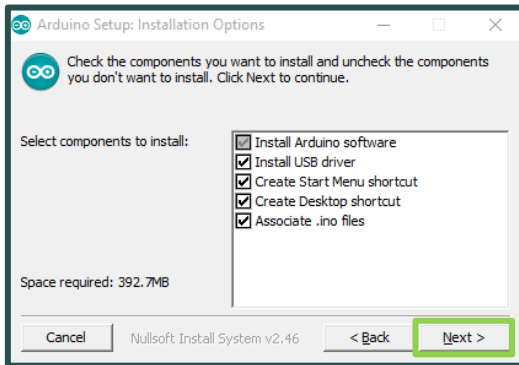 Arduino Setup: Installation Options
Check the components you want to install and uncheck the components
you don't want to install. Click Next to continue.
Select components to install:
Install Arduino software
Install USB driver
Create Start Menu shortcut
Create Desktop shortcut
Associate .ino files
Space required: 392.7MB
Cancel
Nullsoft Install System v2.46
< Back
Next >